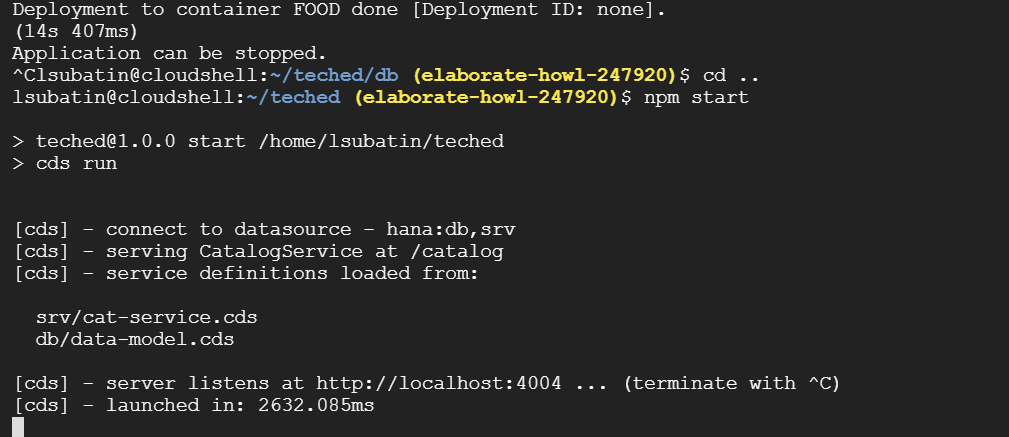 Deployment to container FOOD done [Deployment ID: none].
(14s 407ms)
Application can be stopped.
^Clsubatin@cloudshell:~/teched/db (elaborate-howl-247920)$ cd ..
lsubatin@cloudshell:~/teched (elaborate-howl-247920)$ npm start
> teched@1.0.0 start /home/lsubatin/teched
> cds run
[cds] - connect to datasource - hana:db,srv
[cds] - serving CatalogService at /catalog
[cds] - service definitions loaded from:
srv/cat-service.cds
db/data-model.cds
[cds] - server listens at http://localhost:4004 ... (terminate with ^C)
[cds] - launched in: 2632.085ms